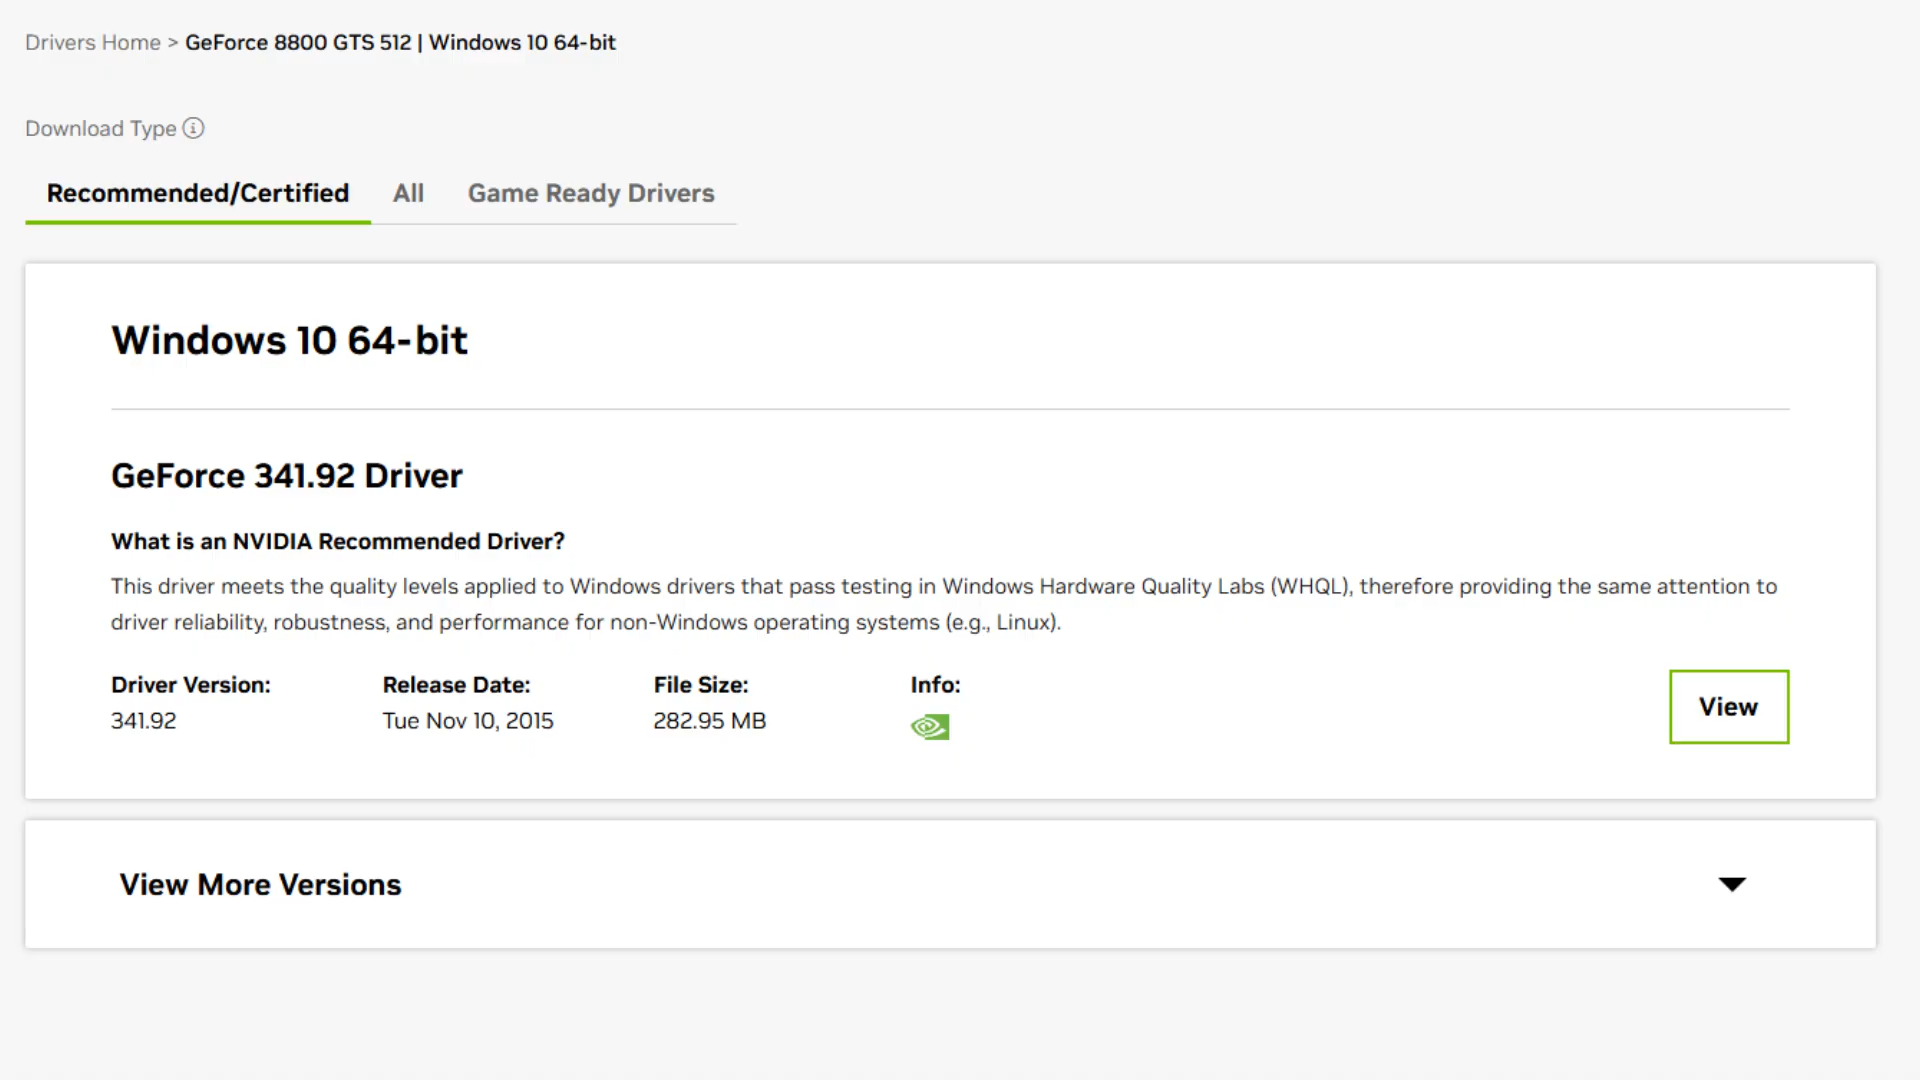 Drivers Home > GeForce 8800 GTS 512 | Windows 10 64-bit
Download Type
Recommended/Certified All Game Ready Drivers
Windows 10 64-bit
GeForce 341.92 Driver
What is an NVIDIA Recommended Driver?
This driver meets the quality levels applied to Windows drivers that pass testing in Windows Hardware Quality Labs (WHQL), therefore providing the same attention to
driver reliability, robustness, and performance for non-Windows operating systems (e.g., Linux).
Driver Version: Release Date: File Size: Info:
341.92 Tue Nov 10, 2015 282.95 MB
View
View More Versions